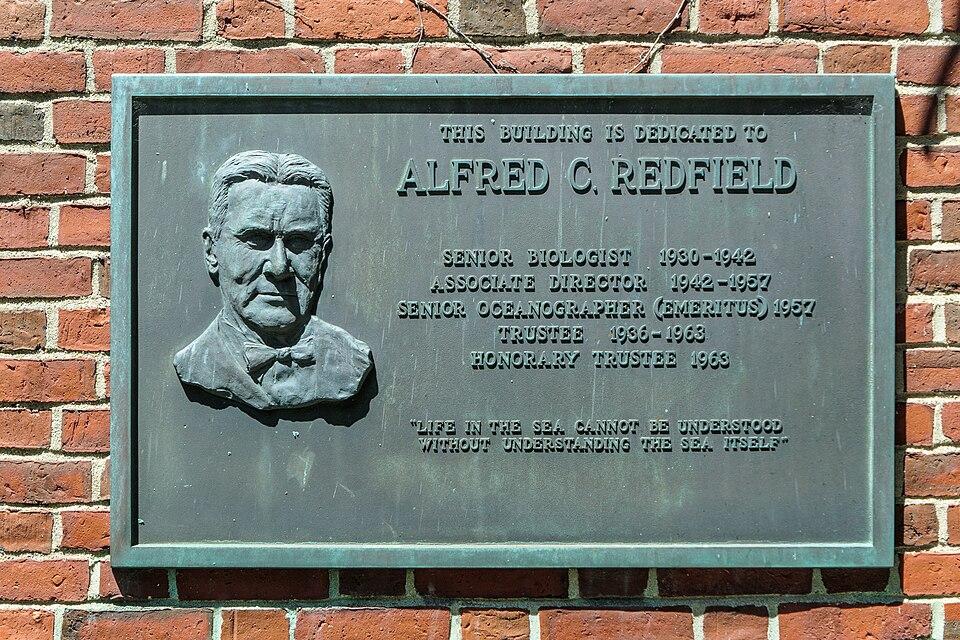 THIS BUILDING IS DEDICATED TO
ALFRED C. REDFIELD
SENIOR BIOLOGIST 1930-1942
ASSOCIATE DIRECTOR 1942-1957
SENIOR OCEANOGRAPHER (EMERITUS) 1957
TRUSTEE 1936-1963
HONORARY TRUSTEE 1963
"LIFE IN THE SEA CANNOT BE UNDERSTOOD
WITHOUT UNDERSTANDING THE SEA ITSELF"